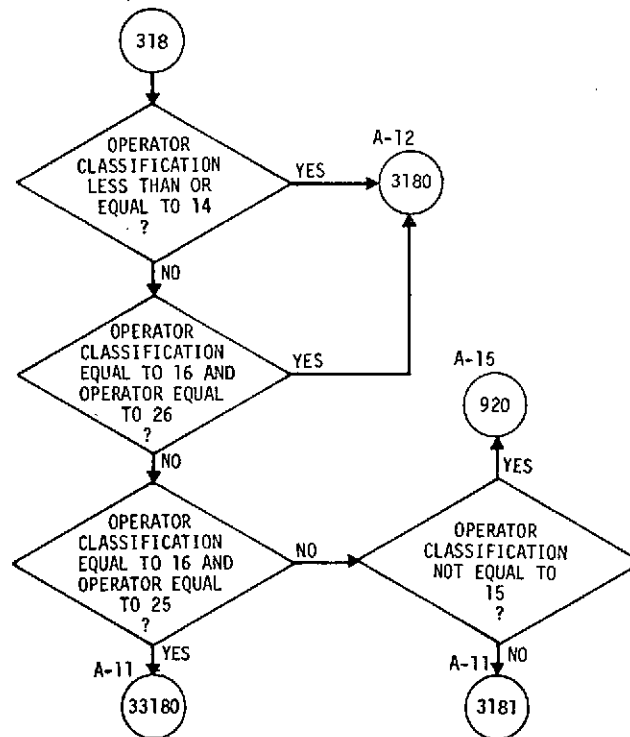 318
OPERATOR
CLASSIFICATION
LESS THAN OR
EQUAL TO 14
?
YES
A-12
3180
NO
OPERATOR
CLASSIFICATION
EQUAL TO 16 AND
OPERATOR EQUAL
TO 26
?
YES
NO
A-15
920
YES
OPERATOR
CLASSIFICATION
EQUAL TO 16 AND
OPERATOR EQUAL
TO 25
?
NO
OPERATOR
CLASSIFICATION
NOT EQUAL TO
15
?
YES
A-11
33180
NO
A-11
3181